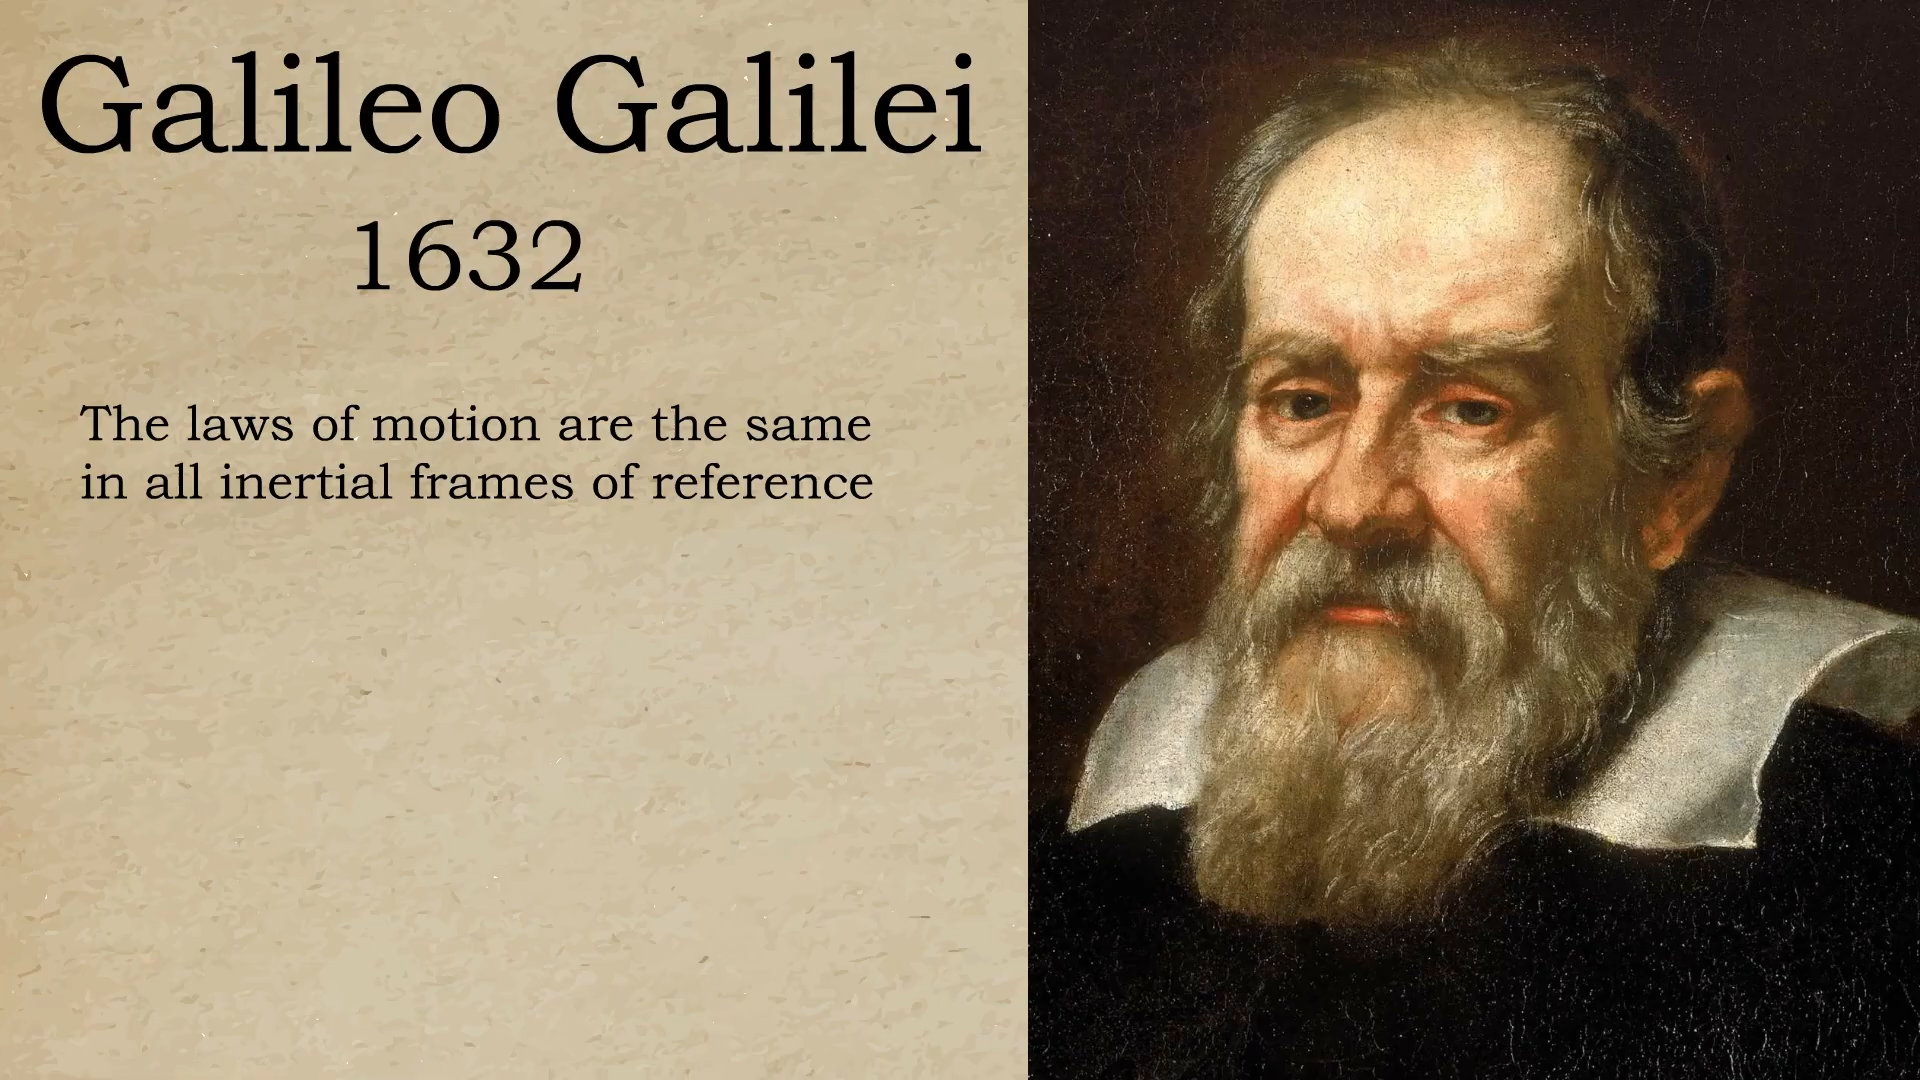 Galileo Galilei
1632
The laws of motion are the same
in all inertial frames of reference